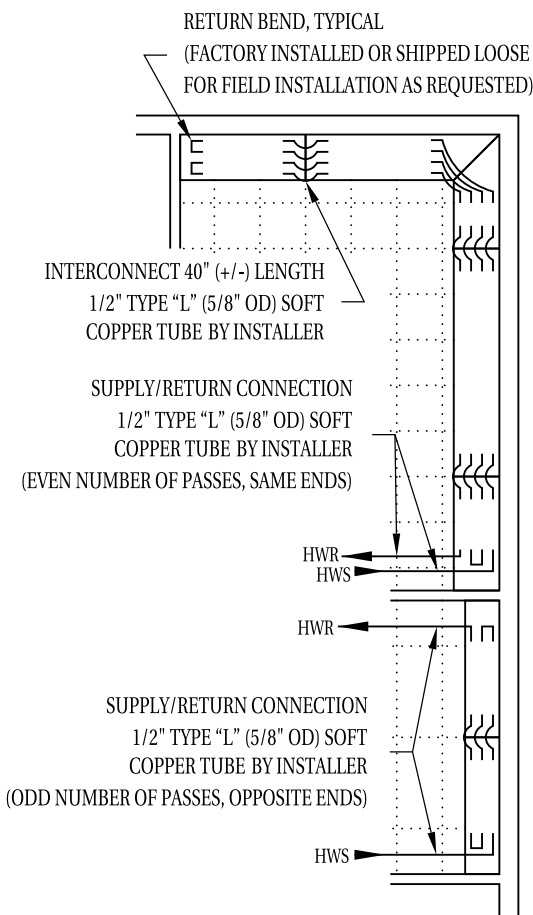 RETURN BEND, TYPICAL
(FACTORY INSTALLED OR SHIPPED LOOSE
FOR FIELD INSTALLATION AS REQUESTED)
INTERCONNECT 40" (+/-) LENGTH
1/2" TYPE “L” (5/8" OD) SOFT
COPPER TUBE BY INSTALLER
SUPPLY/RETURN CONNECTION
1/2" TYPE “L” (5/8" OD) SOFT
COPPER TUBE BY INSTALLER
(EVEN NUMBER OF PASSES, SAME ENDS)
HWR
HWS
HWR
SUPPLY/RETURN CONNECTION
1/2" TYPE “L” (5/8" OD) SOFT
COPPER TUBE BY INSTALLER
(ODD NUMBER OF PASSES, OPPOSITE ENDS)
HWS